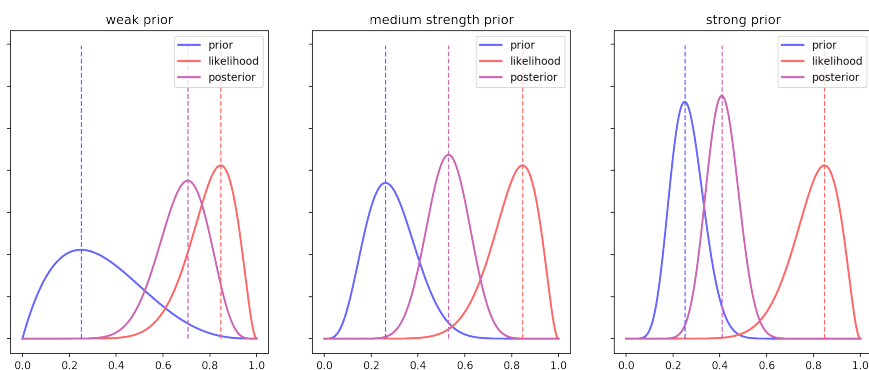 weak prior
prior
likelihood
posterior
0.0 0.2 0.4 0.6 0.8 1.0
medium strength prior
prior
likelihood
posterior
0.0 0.2 0.4 0.6 0.8 1.0
strong prior
prior
likelihood
posterior
0.0 0.2 0.4 0.6 0.8 1.0